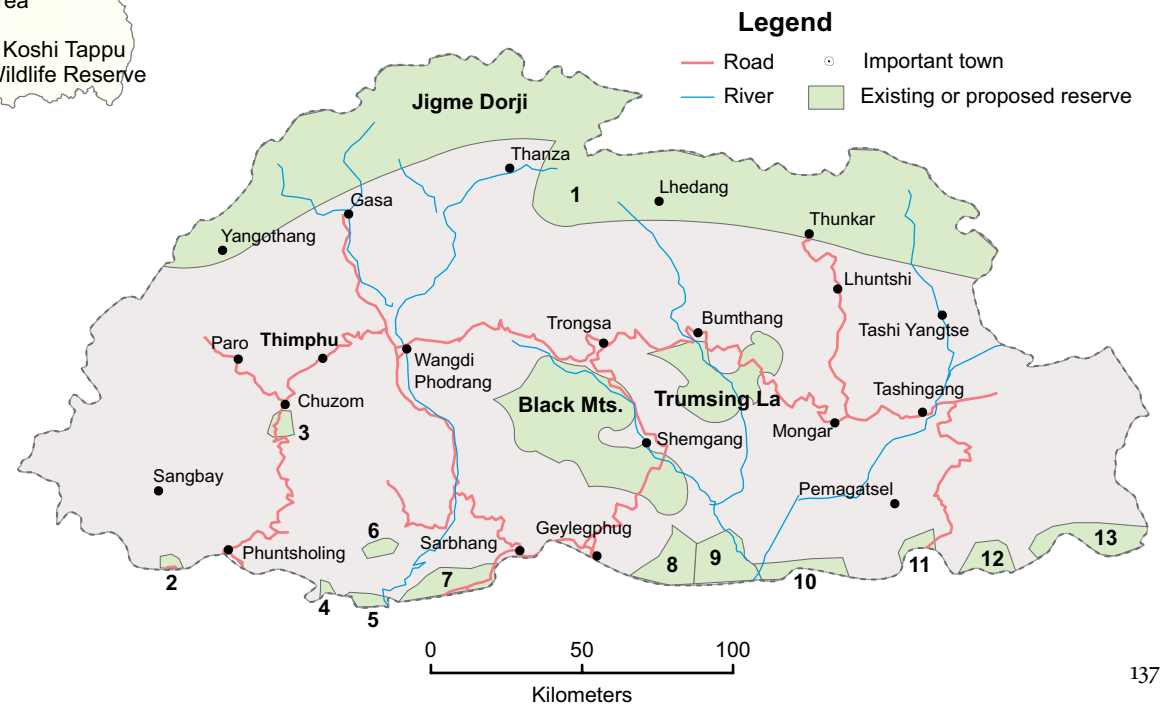 rea
Koshi Tappu
Wildlife Reserve
Legend
Road
Important town
River
Existing or proposed reserve
Jigme Dorji
Thanza
1
Lhedang
Gasa
Thunkar
Yangothang
Lhuntshi
Tashi Yangtse
Trongsa
Bumthang
Paro
Thimphu
Wangdi
Phodrang
Chuzom
3
Black Mts.
Trumsing La
Tashingang
Mongar
Shemgang
Sangbay
Pemagatsel
6
Phuntsholing
Sarbhang
Geylegphug
2
4
5
7
8
9
10
11
12
13
0
50
100
Kilometers
137